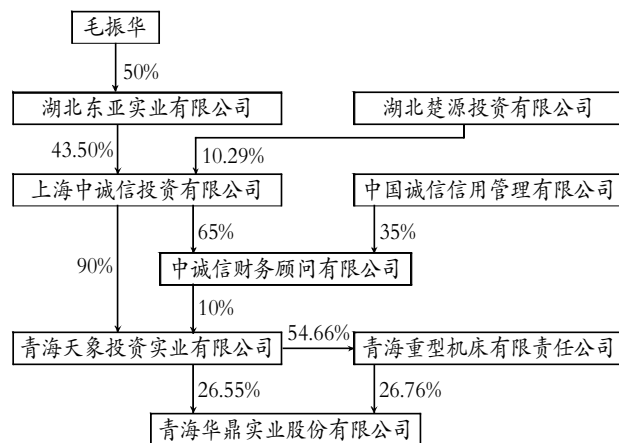 毛振华
50%
湖北东亚实业有限公司
湖北楚源投资有限公司
43.50%
10.29%
上海中诚信投资有限公司
中国诚信信用管理有限公司
65%
35%
90%
中诚信财务顾问有限公司
10%
青海天象投资实业有限公司
54.66%
青海重型机床有限责任公司
26.55%
26.76%
青海华鼎实业股份有限公司